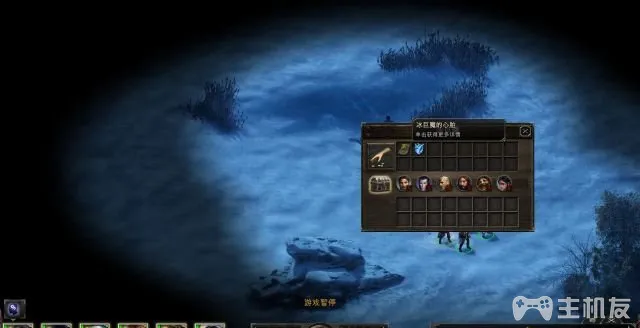 冰巨魔的心脏
单击获得更多详情
游戏暂停
主机友